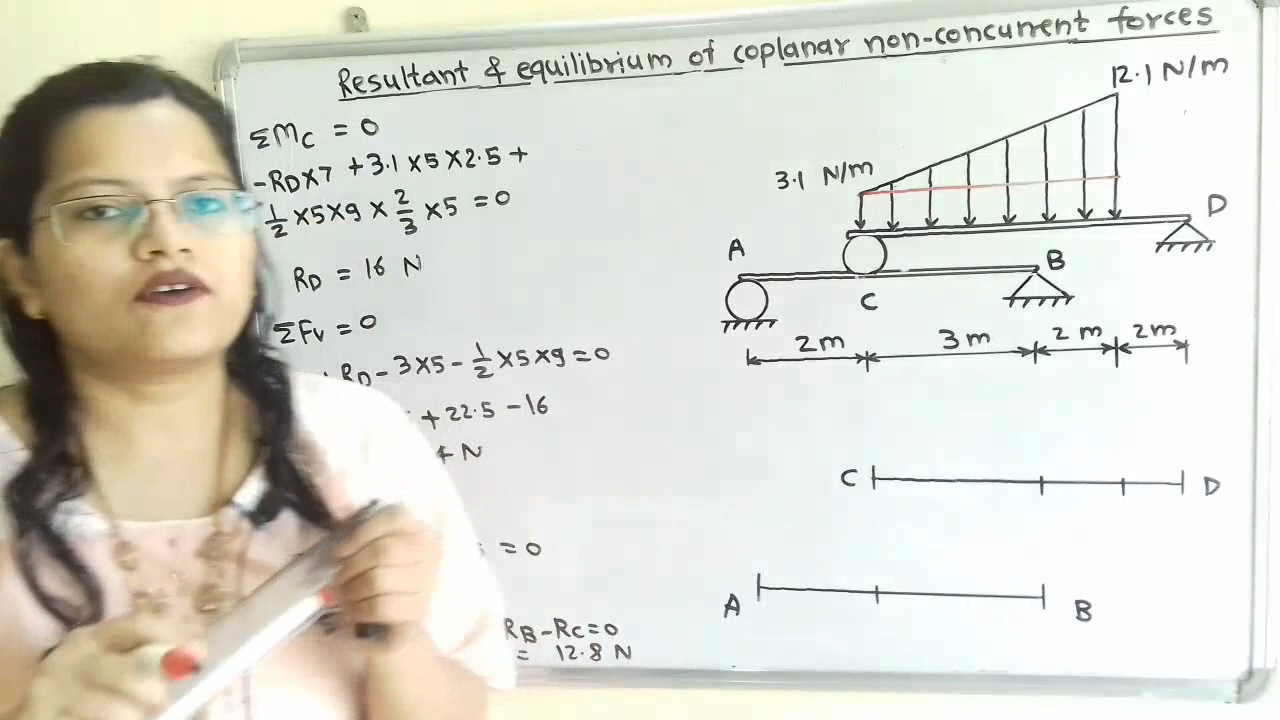 Resultant & equilibrium of coplanar non-concurrent forces
ΣMc = 0
-RD×7 + 3.1×5×2.5 +
1/2 ×5×9 × 2/3 ×5 = 0
RD = 16 N
ΣFv = 0
RD - 3×5 - 1/2 ×5×9 = 0
+ 22.5 - 16
N
= 0
RB - Rc = 0
= 12.8 N
12.1 N/m
3.1 N/m
D
A
B
C
2m
3m
2m
2m
C
D
A
B